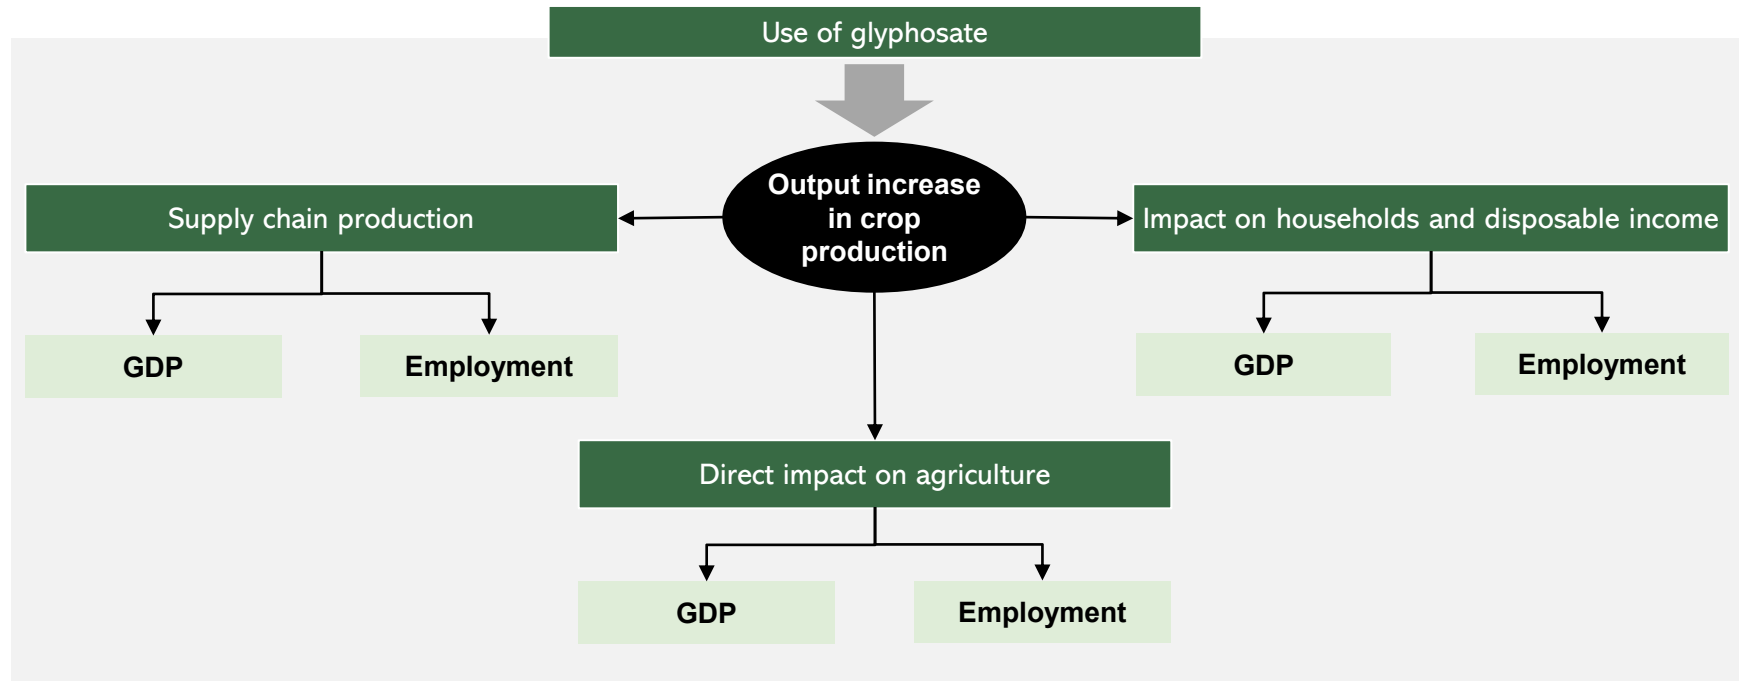 Use of glyphosate
Output increase
in crop
production
Supply chain production
Impact on households and disposable income
GDP
Employment
GDP
Employment
Direct impact on agriculture
GDP
Employment